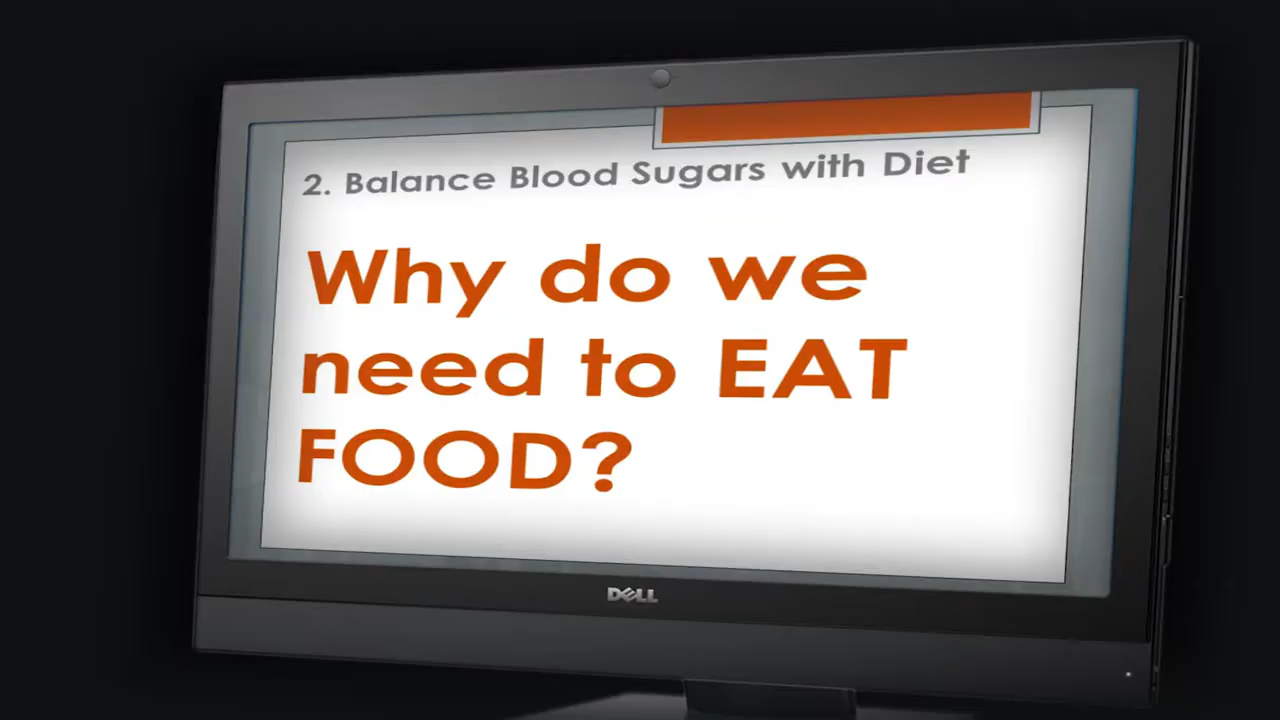 2. Balance Blood Sugars with Diet
Why do we
need to EAT
FOOD?
DELL